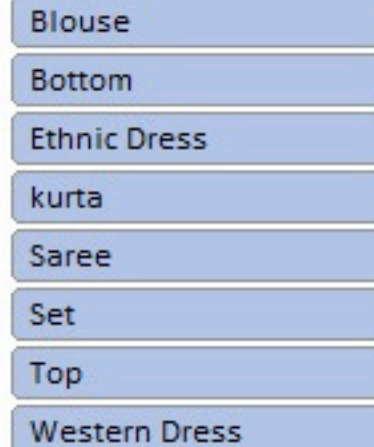 Blouse
Bottom
Ethnic Dress
kurta
Saree
Set
Top
Western Dress